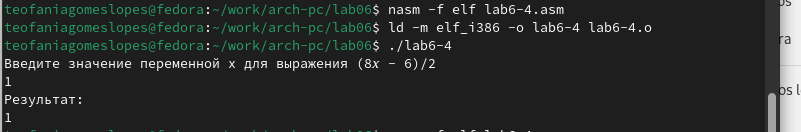 teofaniagomeslopes@fedora:~/work/arch-pc/lab06$ nasm -f elf lab6-4.asm
teofaniagomeslopes@fedora:~/work/arch-pc/lab06$ ld -m elf_i386 -o lab6-4 lab6-4.o
teofaniagomeslopes@fedora:~/work/arch-pc/lab06$ ./lab6-4
Введите значение переменной x для выражения (8𝑥 − 6)/2
1
Результат:
1